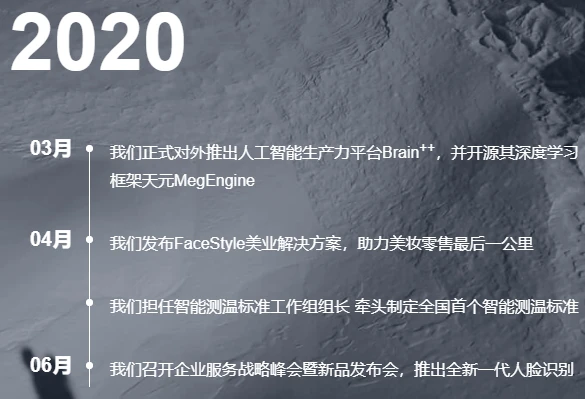 2020
03月
我们正式对外推出人工智能生产力平台Brain++，并开源其深度学习
框架天元MegEngine
04月
我们发布FaceStyle美业解决方案，助力美妆零售最后一公里
我们担任智能测温标准工作组组长 牵头制定全国首个智能测温标准
06月
我们召开企业服务战略峰会暨新品发布会，推出全新一代人脸识别